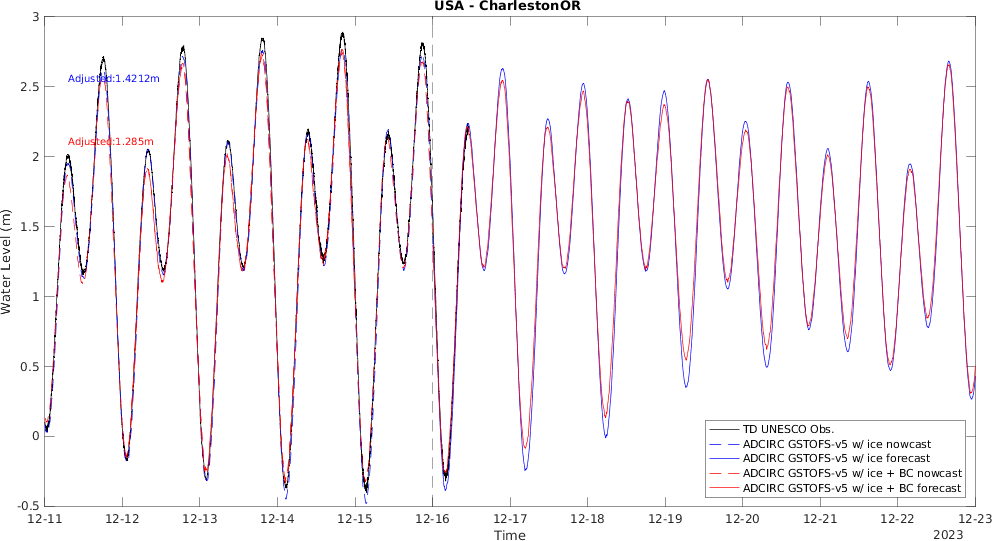 USA - CharlestonOR
3
2.5
2
1.5
1
0.5
0
-0.5
Water Level (m)
Adjusted:1.4212m
Adjusted:1.285m
TD UNESCO Obs.
ADCIRC GSTOFS-v5 w/ ice nowcast
ADCIRC GSTOFS-v5 w/ ice forecast
ADCIRC GSTOFS-v5 w/ ice + BC nowcast
ADCIRC GSTOFS-v5 w/ ice + BC forecast
12-11 12-12 12-13 12-14 12-15 12-16 12-17 12-18 12-19 12-20 12-21 12-22 12-23
Time
2023